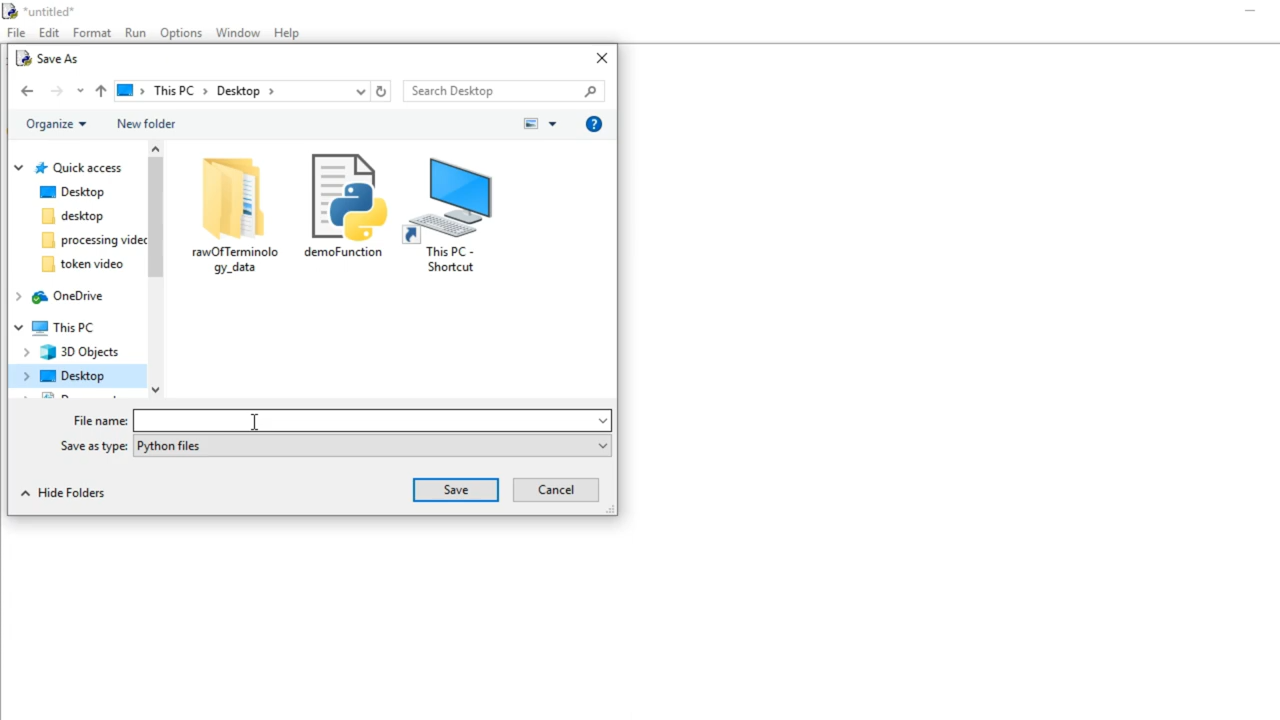 *untitled*
File Edit Format Run Options Window Help
Save As
This PC Desktop
Search Desktop
Organize New folder
Quick access
Desktop
desktop
processing videc
token video
OneDrive
This PC
3D Objects
Desktop
rawOfTerminolo
gy_data
demoFunction
This PC -
Shortcut
File name:
Save as type: Python files
Hide Folders
Save Cancel